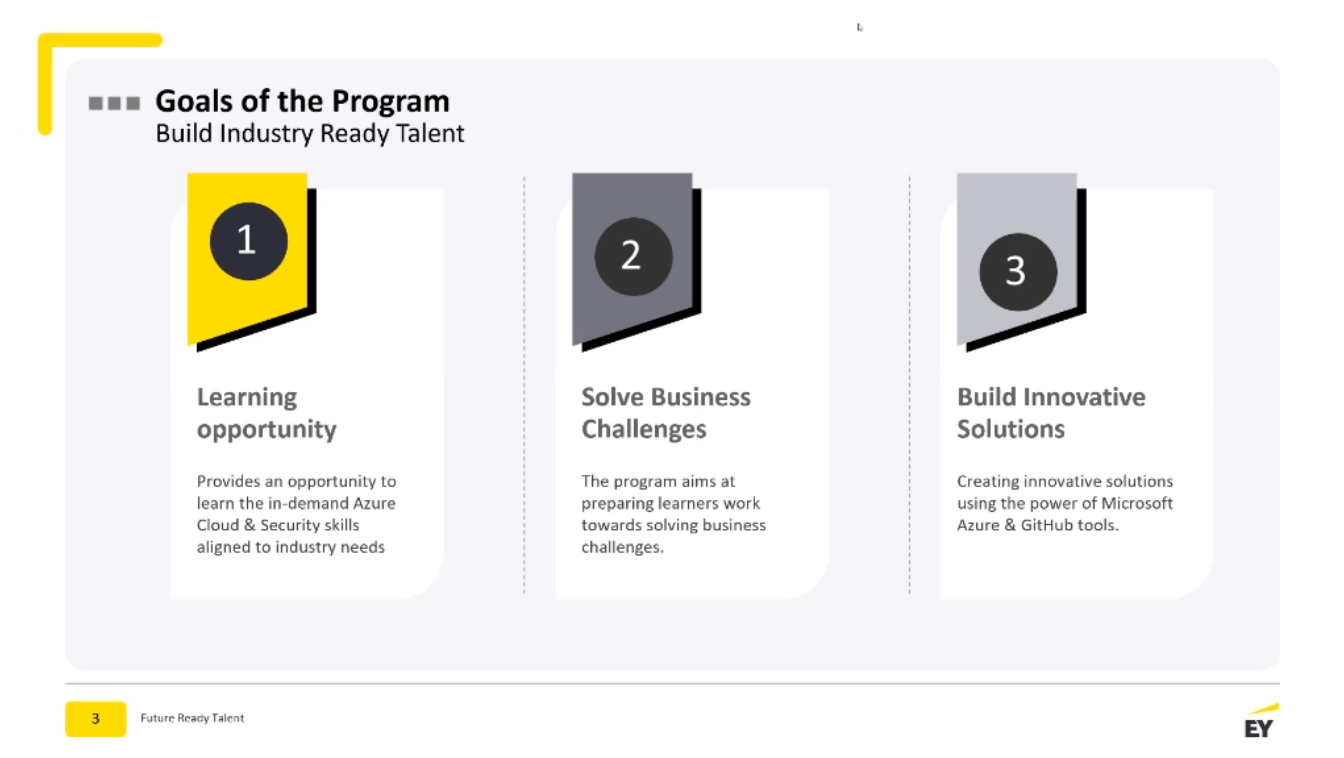 Goals of the Program
Build Industry Ready Talent
1
Learning
opportunity
Provides an opportunity to
learn the in-demand Azure
Cloud & Security skills
aligned to industry needs
2
Solve Business
Challenges
The program aims at
preparing learners work
towards solving business
challenges.
3
Build Innovative
Solutions
Creating innovative solutions
using the power of Microsoft
Azure & GitHub tools.
3
Future Ready Talent
EY